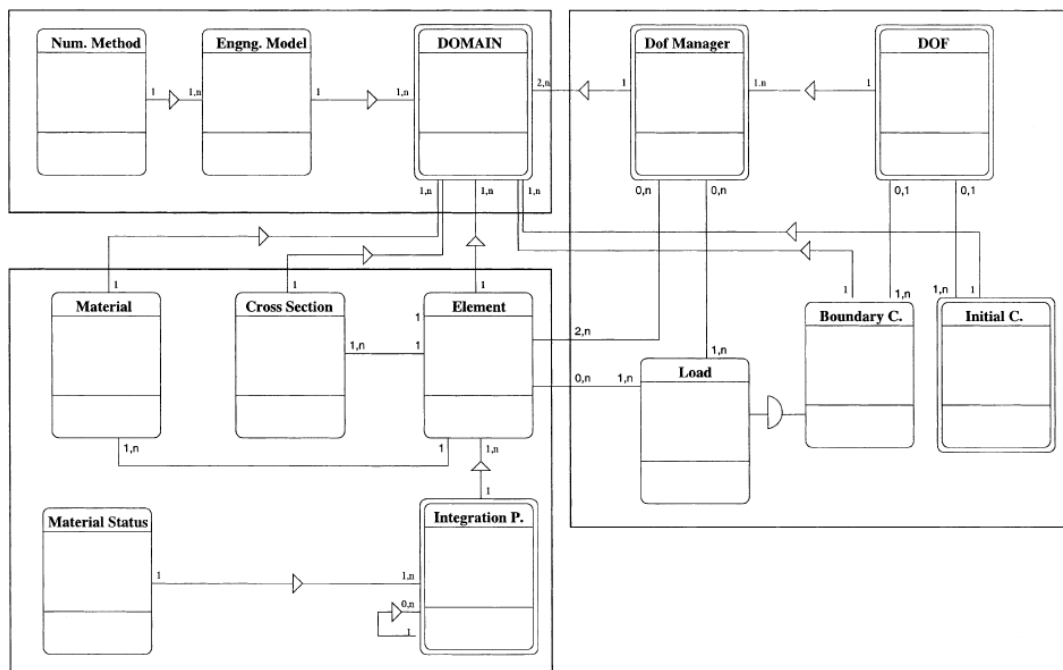 Num. Method
Engng. Model
DOMAIN
Dof Manager
DOF
1
1,n
1
1,n
2,n
1
1.n
1
1,n
1,n
1,n
0,n
0,n
0,1
0,1
1
1
1
1
1,n
1,n
1
Material
Cross Section
Element
Boundary C.
Initial C.
1
1,n
1
2,n
1,n
Load
0,n
1,n
1,n
1
1,n
1
Material Status
Integration P.
1
1,n
0,n
1